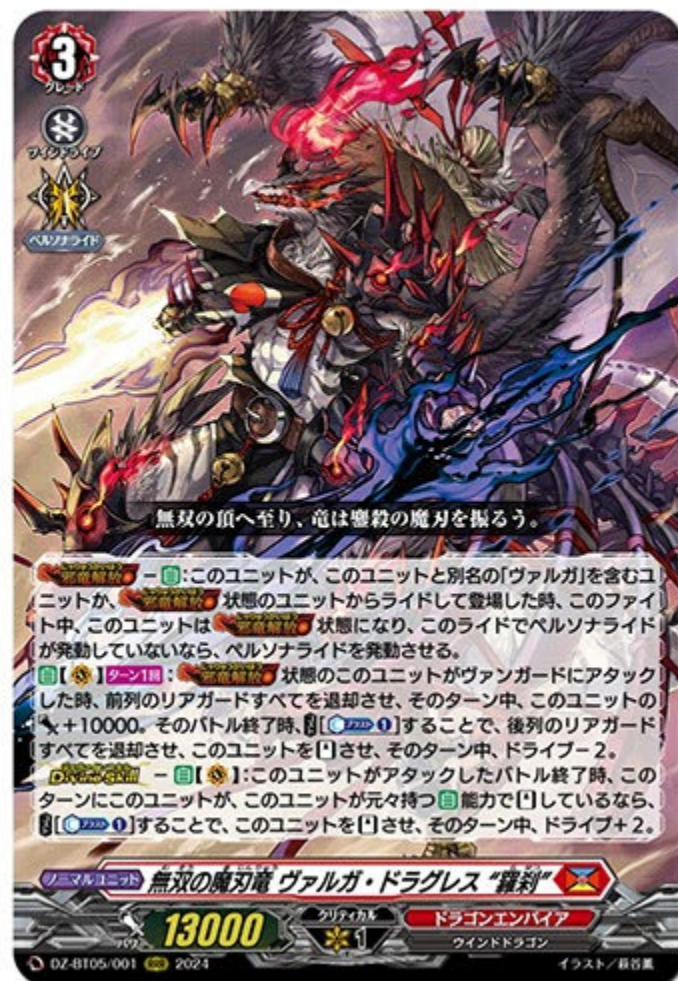 3
グレード
ツインドライブ
ペルソナライド
無双の頂へ至り、竜は鏖殺の魔刃を振るう。
邪竜解放 － 自:このユニットが、このユニットと別名の「ヴァルガ」を含むユ
ニットか、邪竜解放 状態のユニットからライドして登場した時、このファイ
ト中、このユニットは 邪竜解放 状態になり、このライドでペルソナライド
が発動していないなら、ペルソナライドを発動させる。
自【】ターン1回:邪竜解放 状態のこのユニットがヴァンガードにアタック
した時、前列のリアガードすべてを退却させ、そのターン中、このユニットの
+10000。そのバトル終了時、[ブラスト1]することで、後列のリアガード
すべてを退却させ、このユニットを[]させ、そのターン中、ドライブ－2。
Divine Skill － 自【】:このユニットがアタックしたバトル終了時、この
ターンにこのユニットが、このユニットが元々持つ自能力で[]しているなら、
[ブラスト1]することで、このユニットを[]させ、そのターン中、ドライブ+2。
ノーマルユニット 無双の魔刃竜 ヴァルガ・ドラグレス “羅刹”
パワー 13000 クリティカル 1 ドラゴンエンパイア
ウインドドラゴン
DZ-BT05/001 RRR 2024 イラスト／萩谷薫